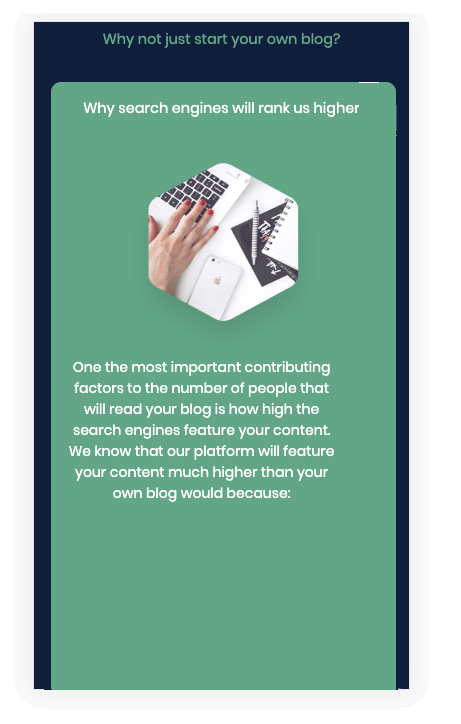 Why not just start your own blog?
Why search engines will rank us higher
One the most important contributing
factors to the number of people that
will read your blog is how high the
search engines feature your content.
We know that our platform will feature
your content much higher than your
own blog would because: